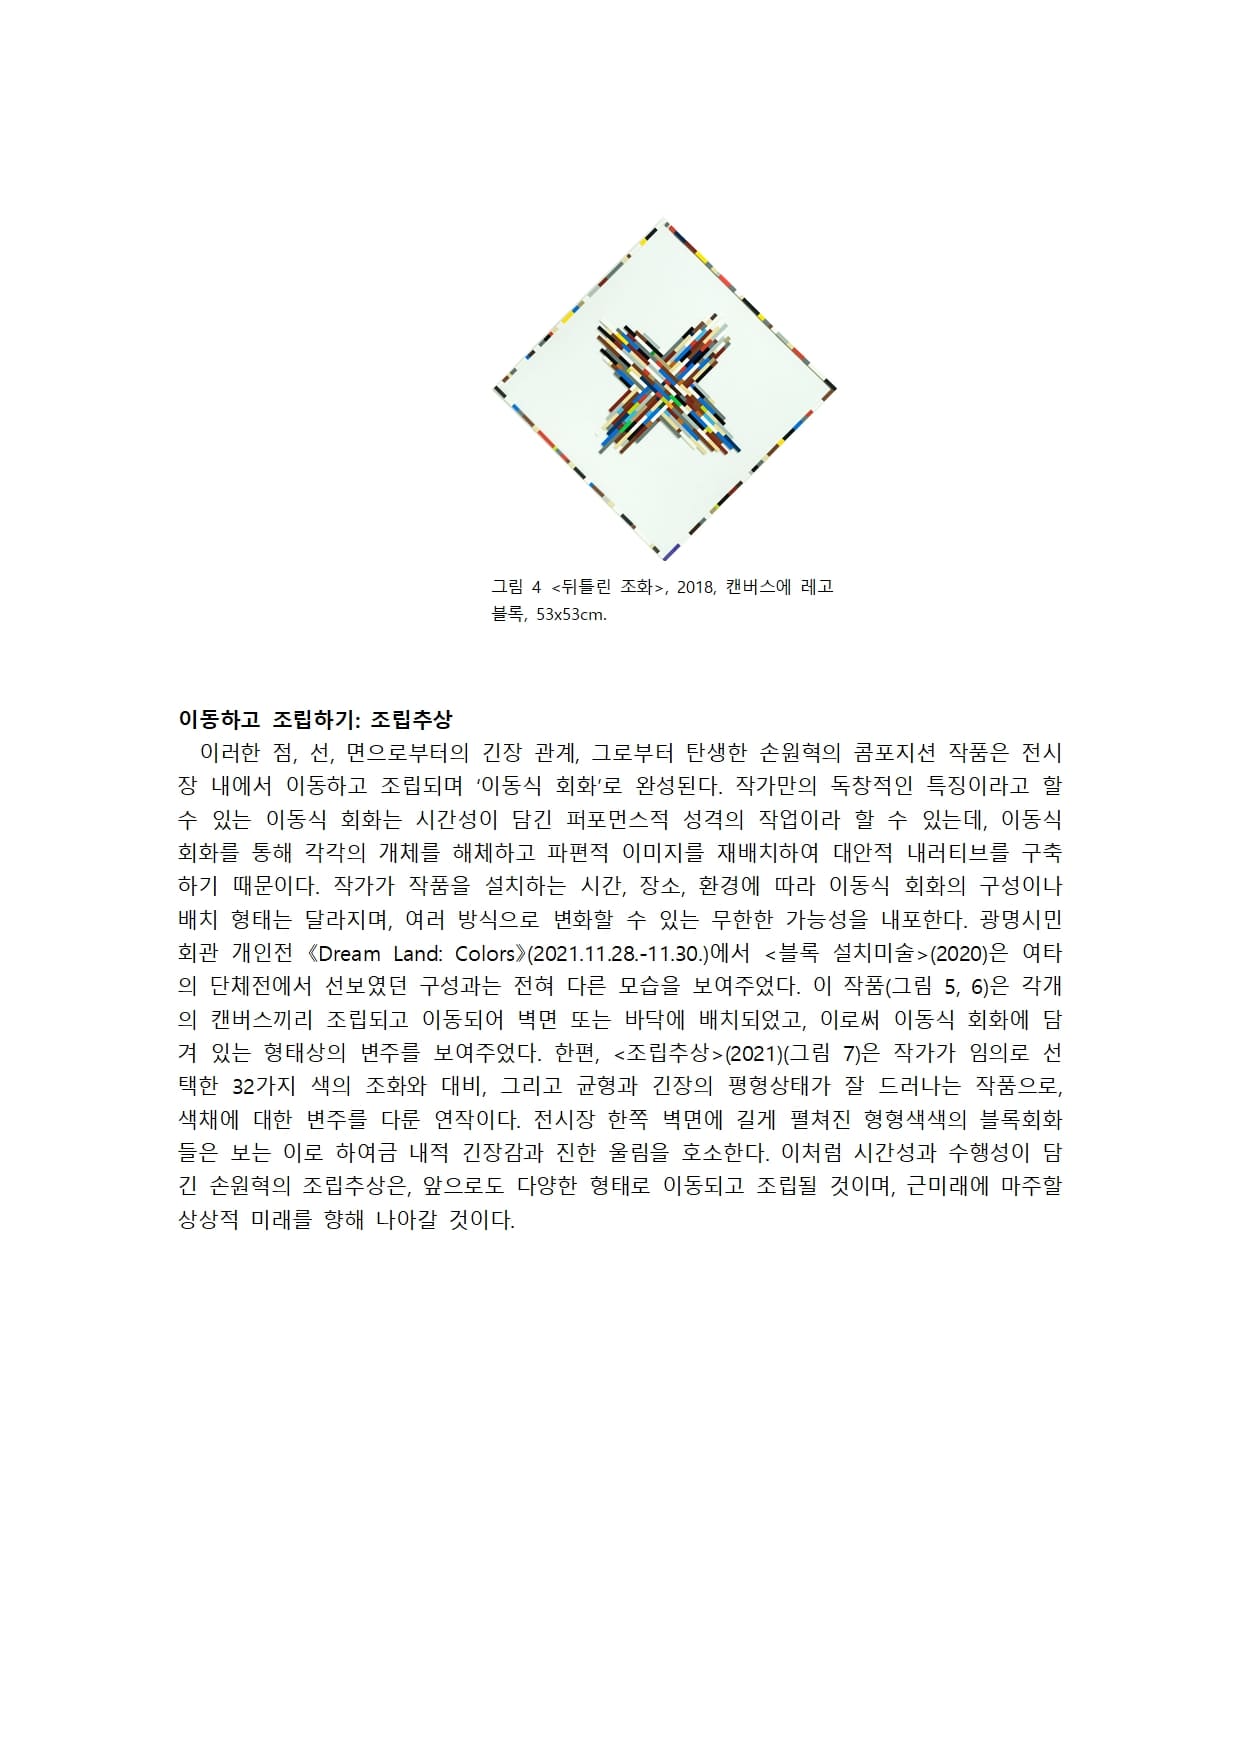 그림 4 <뒤틀린 조화>, 2018, 캔버스에 레고
블록, 53x53cm.
이동하고 조립하기: 조립추상
이러한 점, 선, 면으로부터의 긴장 관계, 그로부터 탄생한 손원혁의 콤포지션 작품은 전시
장 내에서 이동하고 조립되며 ‘이동식 회화’로 완성된다. 작가만의 독창적인 특징이라고 할
수 있는 이동식 회화는 시간성이 담긴 퍼포먼스적 성격의 작업이라 할 수 있는데, 이동식
회화를 통해 각각의 개체를 해체하고 파편적 이미지를 재배치하여 대안적 내러티브를 구축
하기 때문이다. 작가가 작품을 설치하는 시간, 장소, 환경에 따라 이동식 회화의 구성이나
배치 형태는 달라지며, 여러 방식으로 변화할 수 있는 무한한 가능성을 내포한다. 광명시민
회관 개인전 《Dream Land: Colors》(2021.11.28.-11.30.)에서 <블록 설치미술>(2020)은 여타
의 단체전에서 선보였던 구성과는 전혀 다른 모습을 보여주었다. 이 작품(그림 5, 6)은 각개
의 캔버스끼리 조립되고 이동되어 벽면 또는 바닥에 배치되었고, 이로써 이동식 회화에 담
겨 있는 형태상의 변주를 보여주었다. 한편, <조립추상>(2021)(그림 7)은 작가가 임의로 선
택한 32가지 색의 조화와 대비, 그리고 균형과 긴장의 평형상태가 잘 드러나는 작품으로,
색채에 대한 변주를 다룬 연작이다. 전시장 한쪽 벽면에 길게 펼쳐진 형형색색의 블록회화
들은 보는 이로 하여금 내적 긴장감과 진한 울림을 호소한다. 이처럼 시간성과 수행성이 담
긴 손원혁의 조립추상은, 앞으로도 다양한 형태로 이동되고 조립될 것이며, 근미래에 마주할
상상적 미래를 향해 나아갈 것이다.